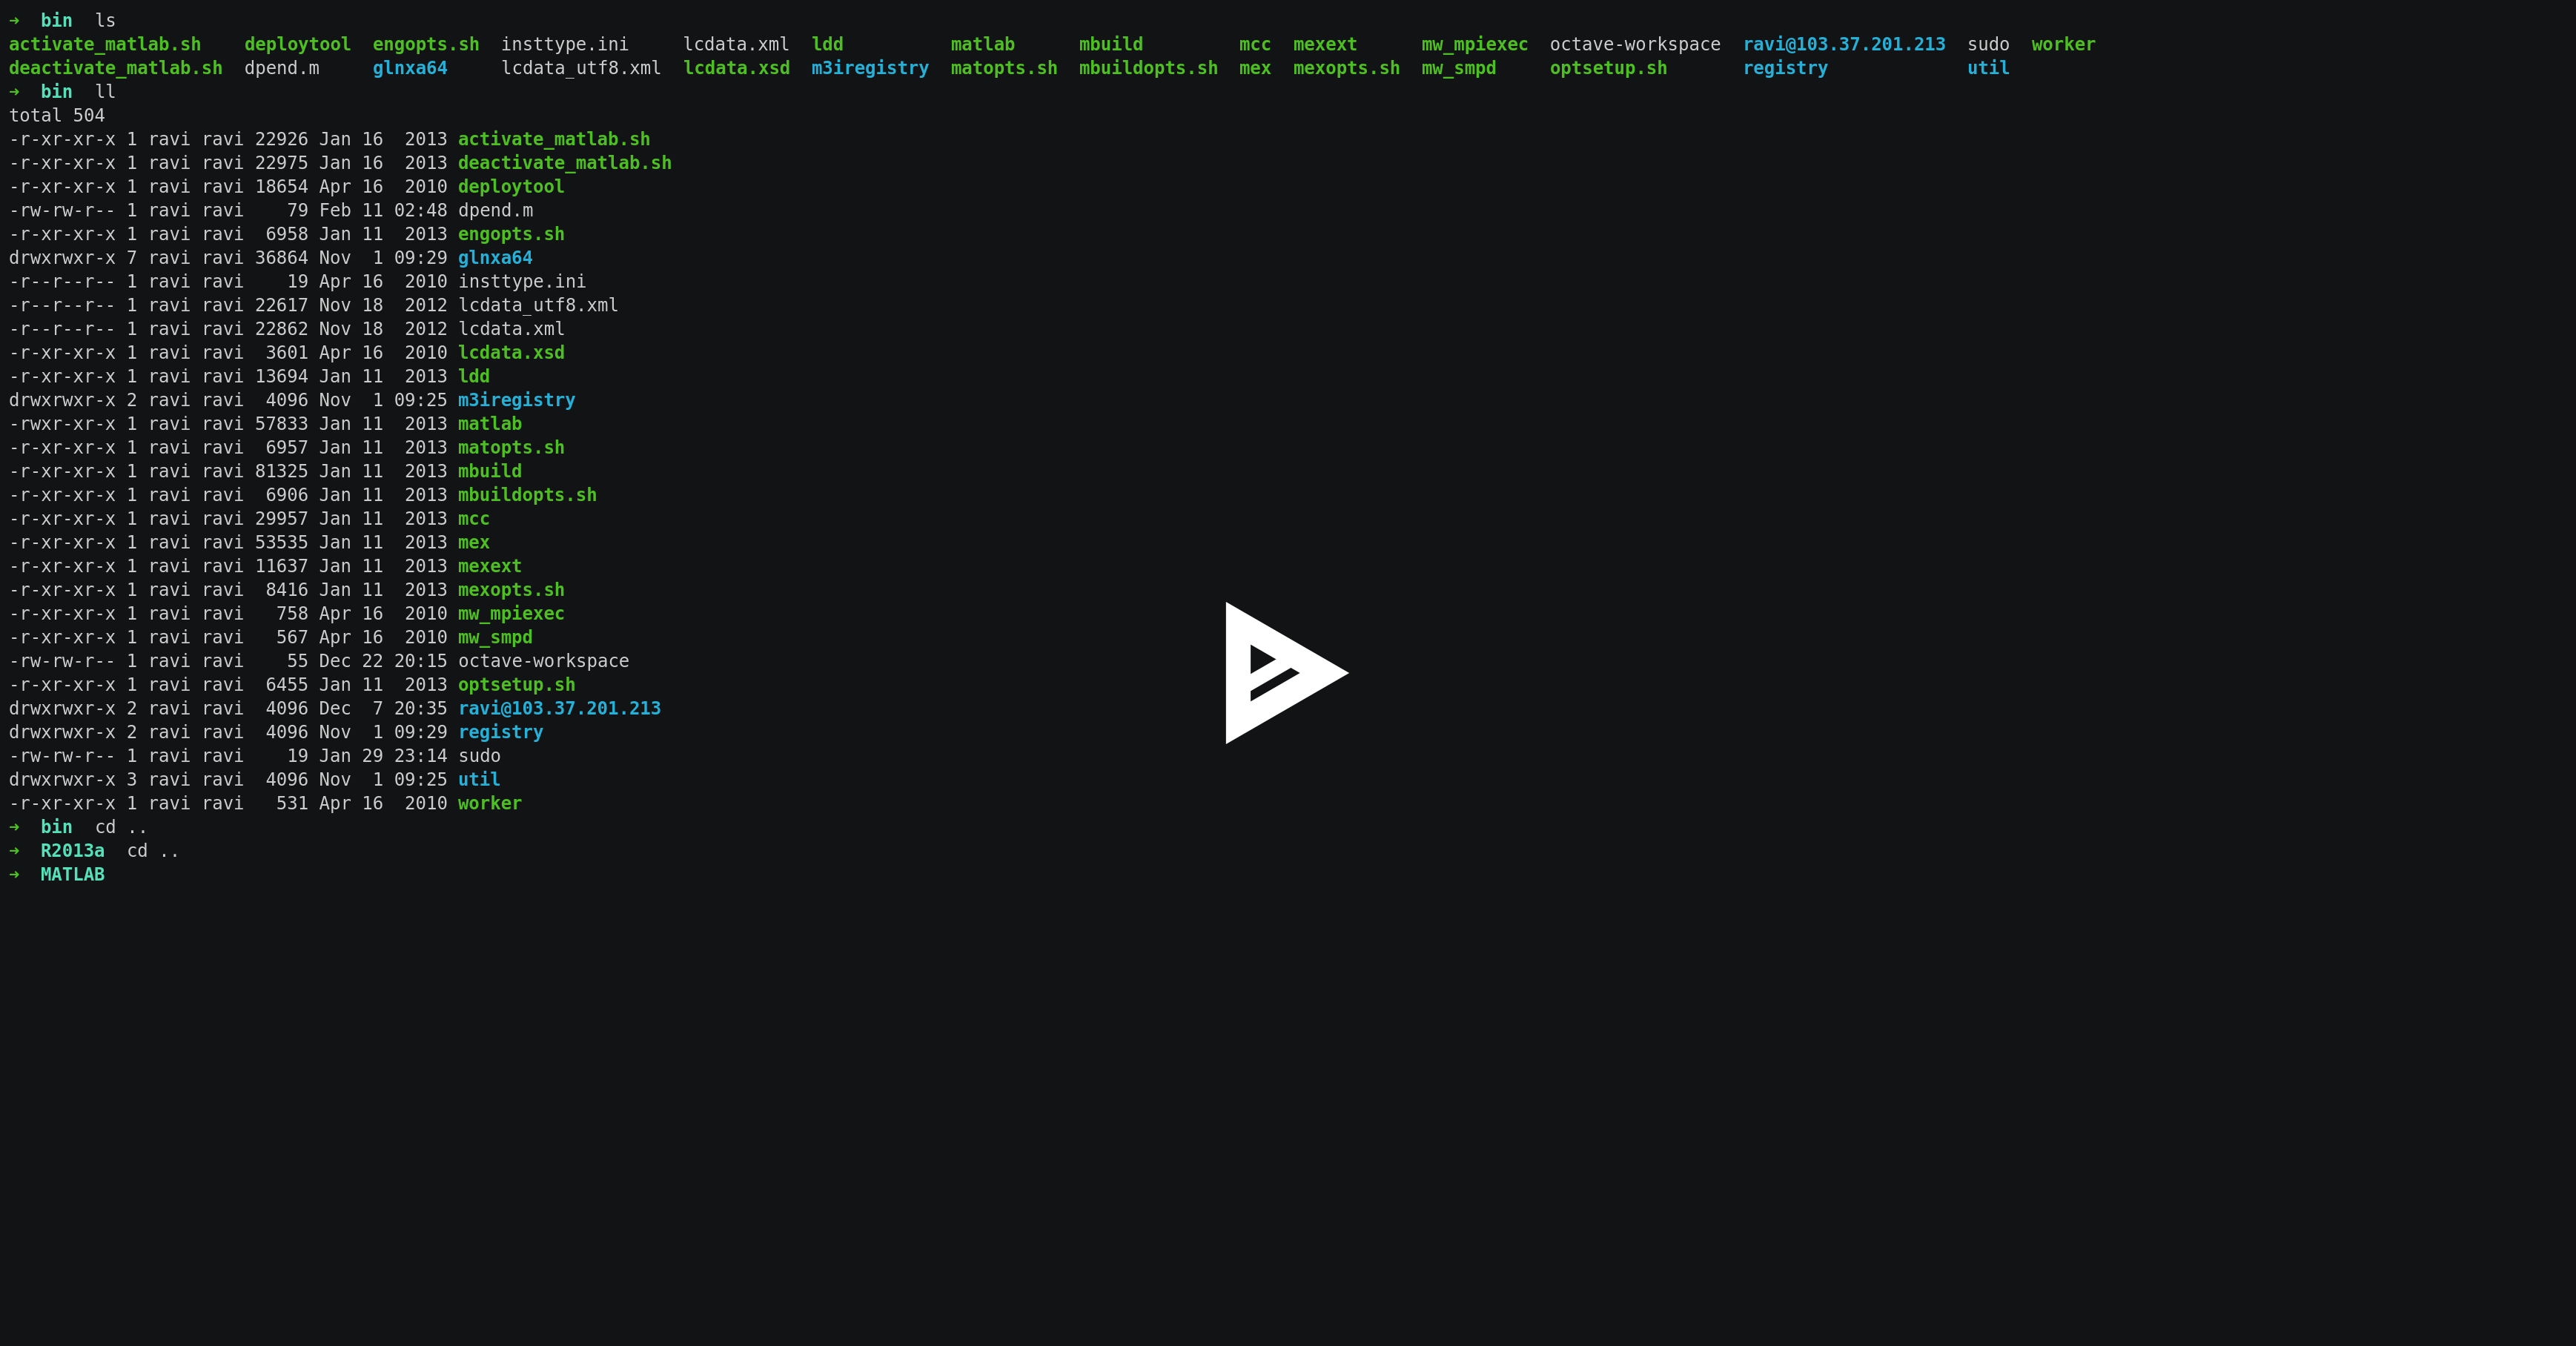 ➜  bin  ls
activate_matlab.sh    deploytool  engopts.sh  insttype.ini     lcdata.xml  ldd          matlab      mbuild         mcc  mexext      mw_mpiexec  octave-workspace  ravi@103.37.201.213  sudo  worker
deactivate_matlab.sh  dpend.m     glnxa64     lcdata_utf8.xml  lcdata.xsd  m3iregistry  matopts.sh  mbuildopts.sh  mex  mexopts.sh  mw_smpd     optsetup.sh       registry             util
➜  bin  ll
total 504
-r-xr-xr-x 1 ravi ravi 22926 Jan 16  2013 activate_matlab.sh
-r-xr-xr-x 1 ravi ravi 22975 Jan 16  2013 deactivate_matlab.sh
-r-xr-xr-x 1 ravi ravi 18654 Apr 16  2010 deploytool
-rw-rw-r-- 1 ravi ravi    79 Feb 11 02:48 dpend.m
-r-xr-xr-x 1 ravi ravi  6958 Jan 11  2013 engopts.sh
drwxrwxr-x 7 ravi ravi 36864 Nov  1 09:29 glnxa64
-r--r--r-- 1 ravi ravi    19 Apr 16  2010 insttype.ini
-r--r--r-- 1 ravi ravi 22617 Nov 18  2012 lcdata_utf8.xml
-r--r--r-- 1 ravi ravi 22862 Nov 18  2012 lcdata.xml
-r-xr-xr-x 1 ravi ravi  3601 Apr 16  2010 lcdata.xsd
-r-xr-xr-x 1 ravi ravi 13694 Jan 11  2013 ldd
drwxrwxr-x 2 ravi ravi  4096 Nov  1 09:25 m3iregistry
-rwxr-xr-x 1 ravi ravi 57833 Jan 11  2013 matlab
-r-xr-xr-x 1 ravi ravi  6957 Jan 11  2013 matopts.sh
-r-xr-xr-x 1 ravi ravi 81325 Jan 11  2013 mbuild
-r-xr-xr-x 1 ravi ravi  6906 Jan 11  2013 mbuildopts.sh
-r-xr-xr-x 1 ravi ravi 29957 Jan 11  2013 mcc
-r-xr-xr-x 1 ravi ravi 53535 Jan 11  2013 mex
-r-xr-xr-x 1 ravi ravi 11637 Jan 11  2013 mexext
-r-xr-xr-x 1 ravi ravi  8416 Jan 11  2013 mexopts.sh
-r-xr-xr-x 1 ravi ravi   758 Apr 16  2010 mw_mpiexec
-r-xr-xr-x 1 ravi ravi   567 Apr 16  2010 mw_smpd
-rw-rw-r-- 1 ravi ravi    55 Dec 22 20:15 octave-workspace
-r-xr-xr-x 1 ravi ravi  6455 Jan 11  2013 optsetup.sh
drwxrwxr-x 2 ravi ravi  4096 Dec  7 20:35 ravi@103.37.201.213
drwxrwxr-x 2 ravi ravi  4096 Nov  1 09:29 registry
-rw-rw-r-- 1 ravi ravi    19 Jan 29 23:14 sudo
drwxrwxr-x 3 ravi ravi  4096 Nov  1 09:25 util
-r-xr-xr-x 1 ravi ravi   531 Apr 16  2010 worker
➜  bin  cd ..
➜  R2013a  cd ..
➜  MATLAB